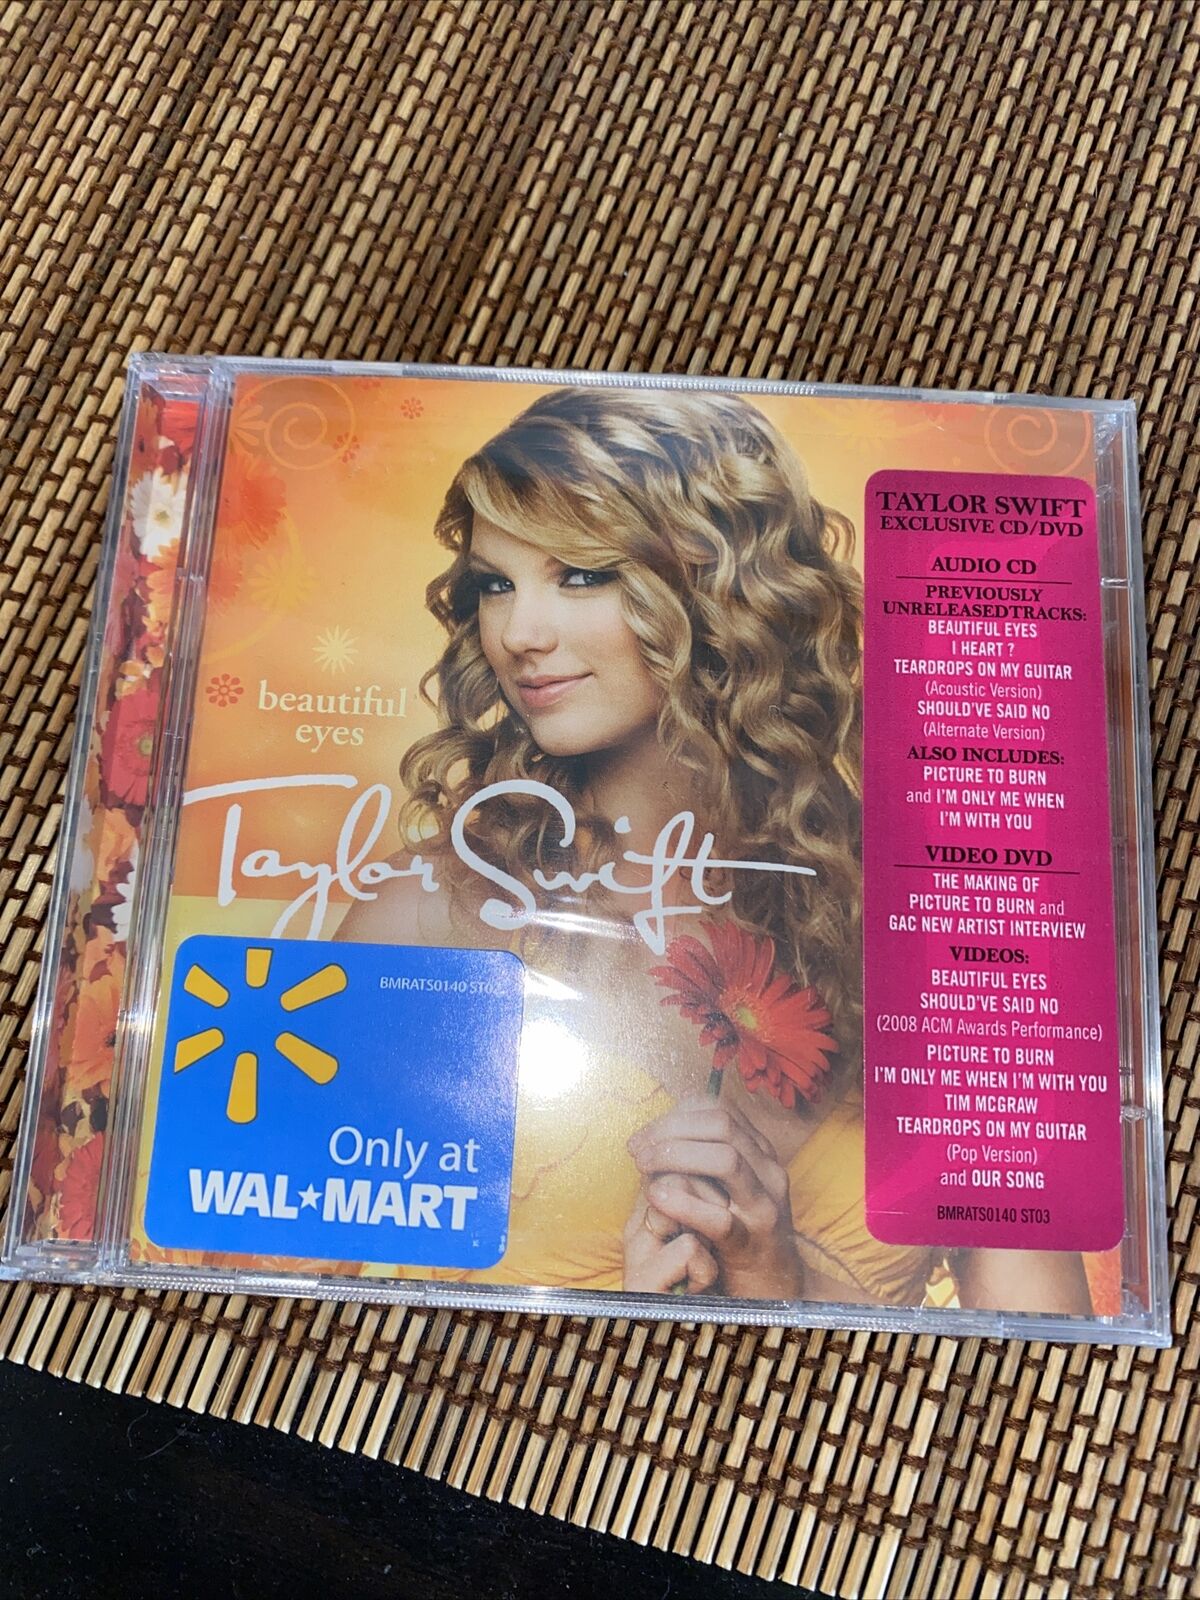 beautiful
eyes
Taylor Swift
BMRATS0140
Only at
WAL★MART
TAYLOR SWIFT
EXCLUSIVE CD/DVD
AUDIO CD
PREVIOUSLY
UNRELEASED TRACKS:
BEAUTIFUL EYES
I HEART ?
TEARDROPS ON MY GUITAR
(Acoustic Version)
SHOULD'VE SAID NO
(Alternate Version)
ALSO INCLUDES:
PICTURE TO BURN
and I'M ONLY ME WHEN
I'M WITH YOU
VIDEO DVD
THE MAKING OF
PICTURE TO BURN and
GAC NEW ARTIST INTERVIEW
VIDEOS:
BEAUTIFUL EYES
SHOULD'VE SAID NO
(2008 ACM Awards Performance)
PICTURE TO BURN
I'M ONLY ME WHEN I'M WITH YOU
TIM MCGRAW
TEARDROPS ON MY GUITAR
(Pop Version)
and OUR SONG
BMRATS0140 ST03